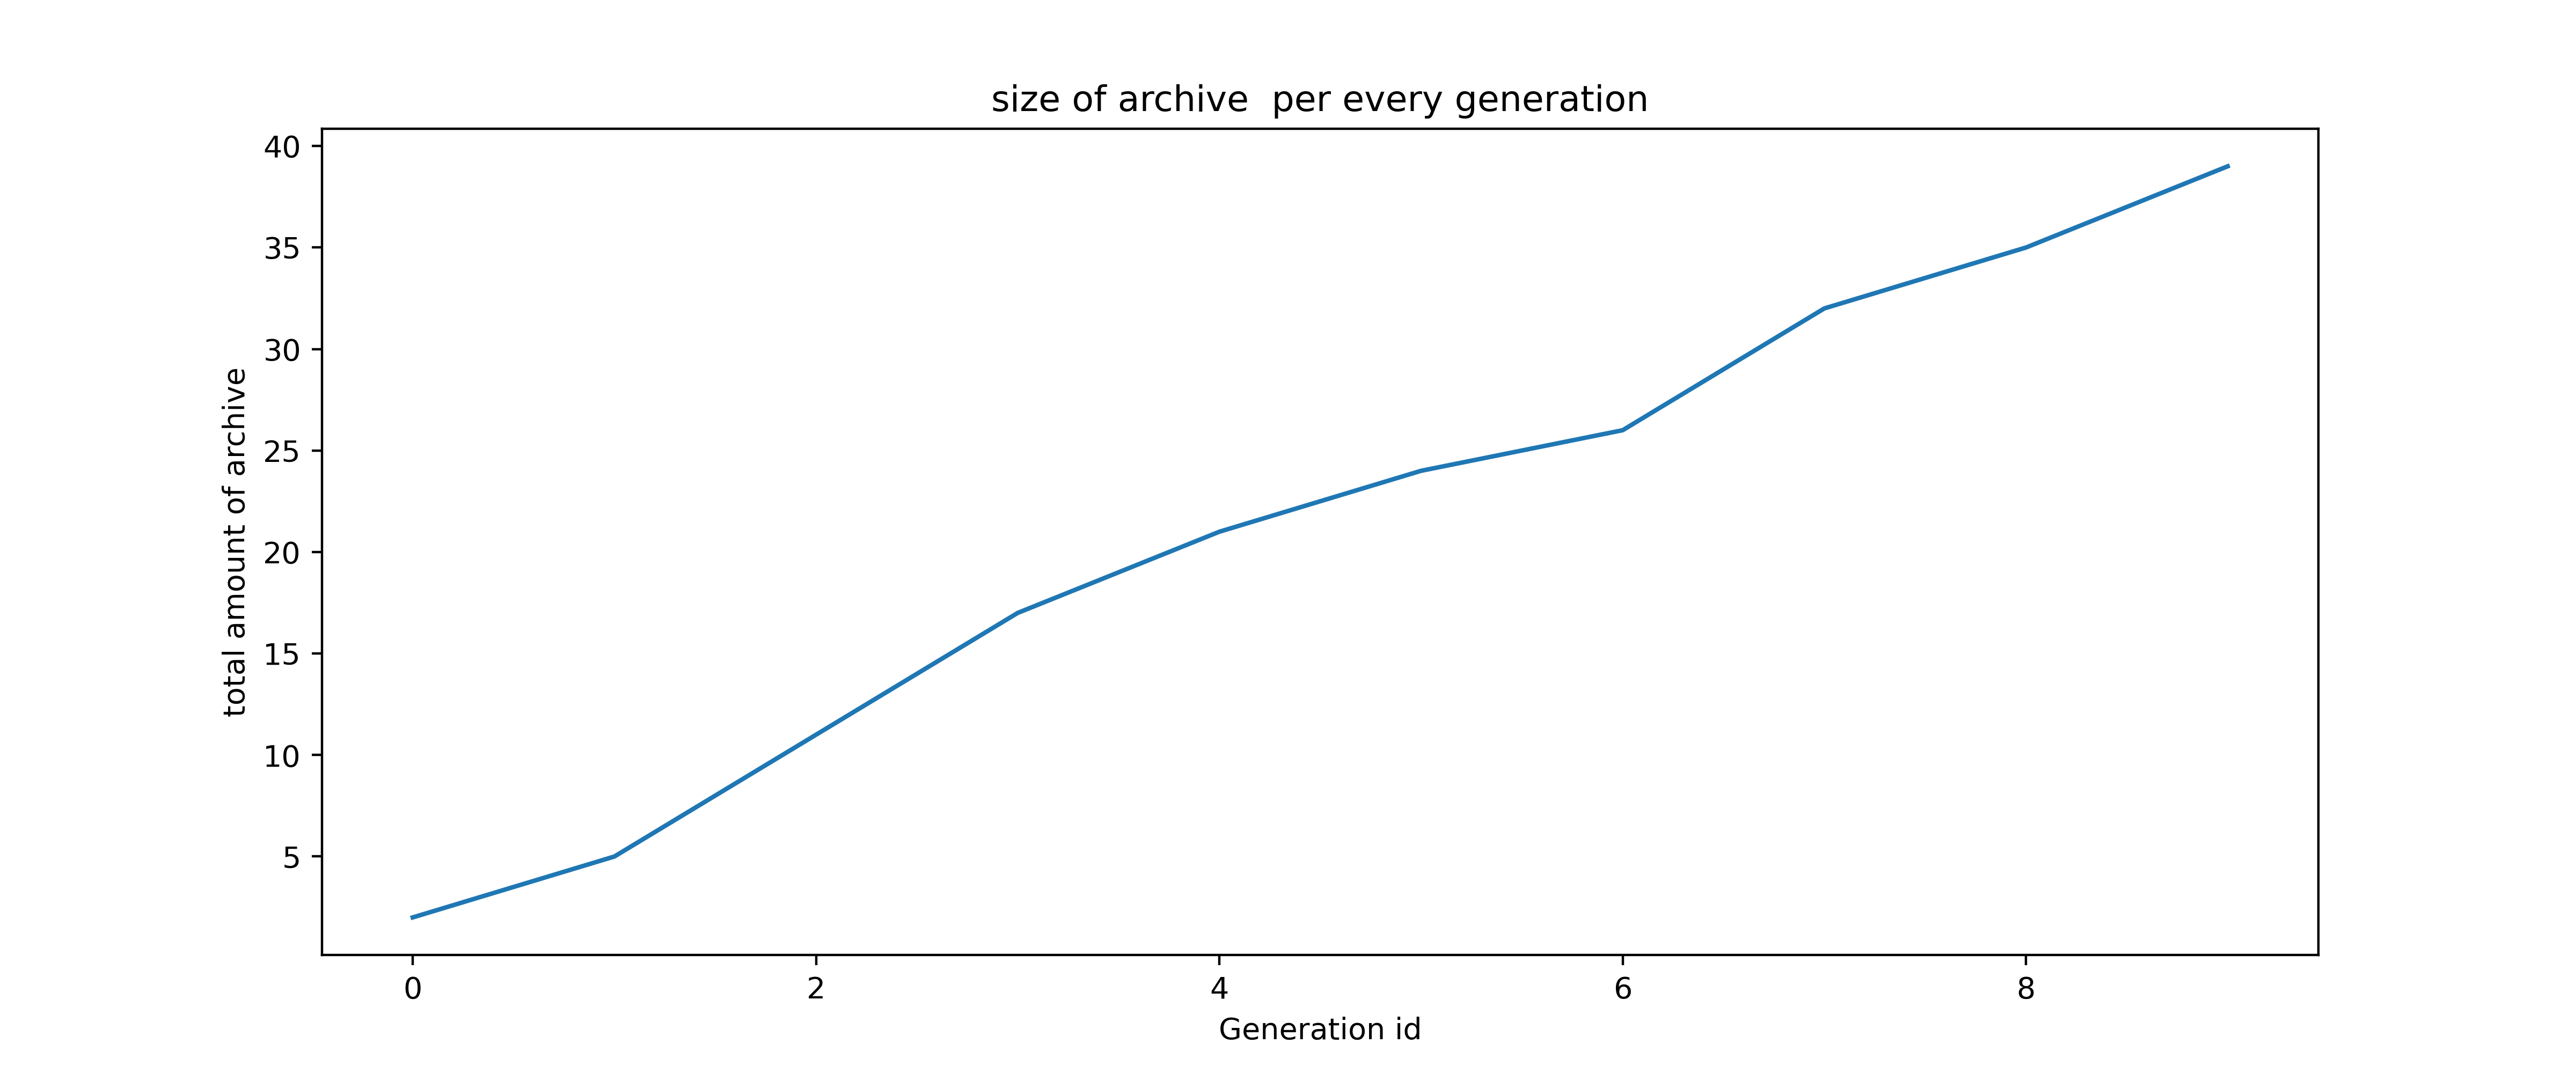 size of archive  per every generation
40
35
30
25
20
15
10
5
total amount of archive
0 2 4 6 8
Generation id